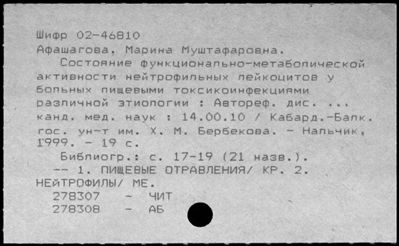 Шифр 02-46810
Афашагова, Марина Муштафаровна.
Состояние функционально-метаболической
активности нейтрофильных лейкоцитов у
больных пищевыми токсикоинфекциями
различной этиологии : Автореф. дис. ...
канд. мед. наук : 14.00.10 / Кабард.-Балк.
гос. ун-т им. Х. М. Бербекова. - Нальчик,
1999. - 19 с.
Библиогр.: с. 17-19 (21 назв.).
-- 1. ПИЩЕВЫЕ ОТРАВЛЕНИЯ/ КР. 2.
НЕЙТРОФИЛЫ/ МЕ.
278307 - ЧИТ
278308 - АБ